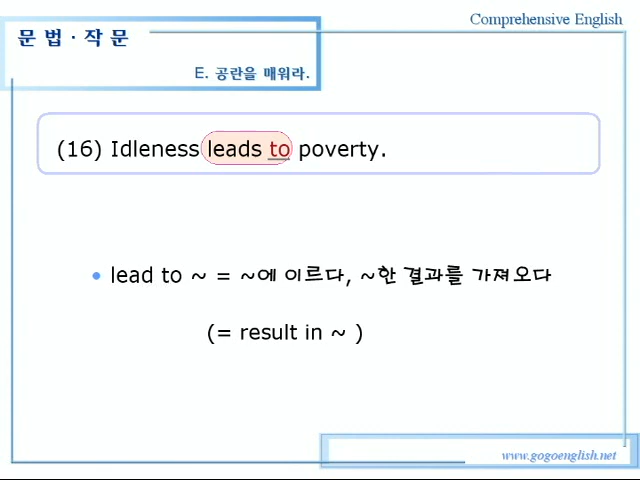 Comprehensive English
문 법 · 작 문
E. 공란을 매워라.
(16) Idleness leads to poverty.
• lead to ~ = ~에 이르다, ~한 결과를 가져오다
(= result in ~ )
www.gogoenglish.net